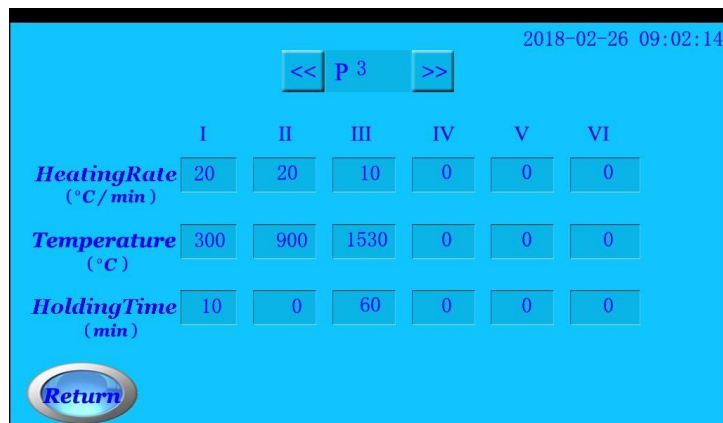 2018-02-26 09:02:14
<< P 3 >>
I II III IV V VI
HeatingRate 20 20 10 0 0 0
(°C/min)
Temperature 300 900 1530 0 0 0
(°C)
HoldingTime 10 0 60 0 0 0
(min)
Return